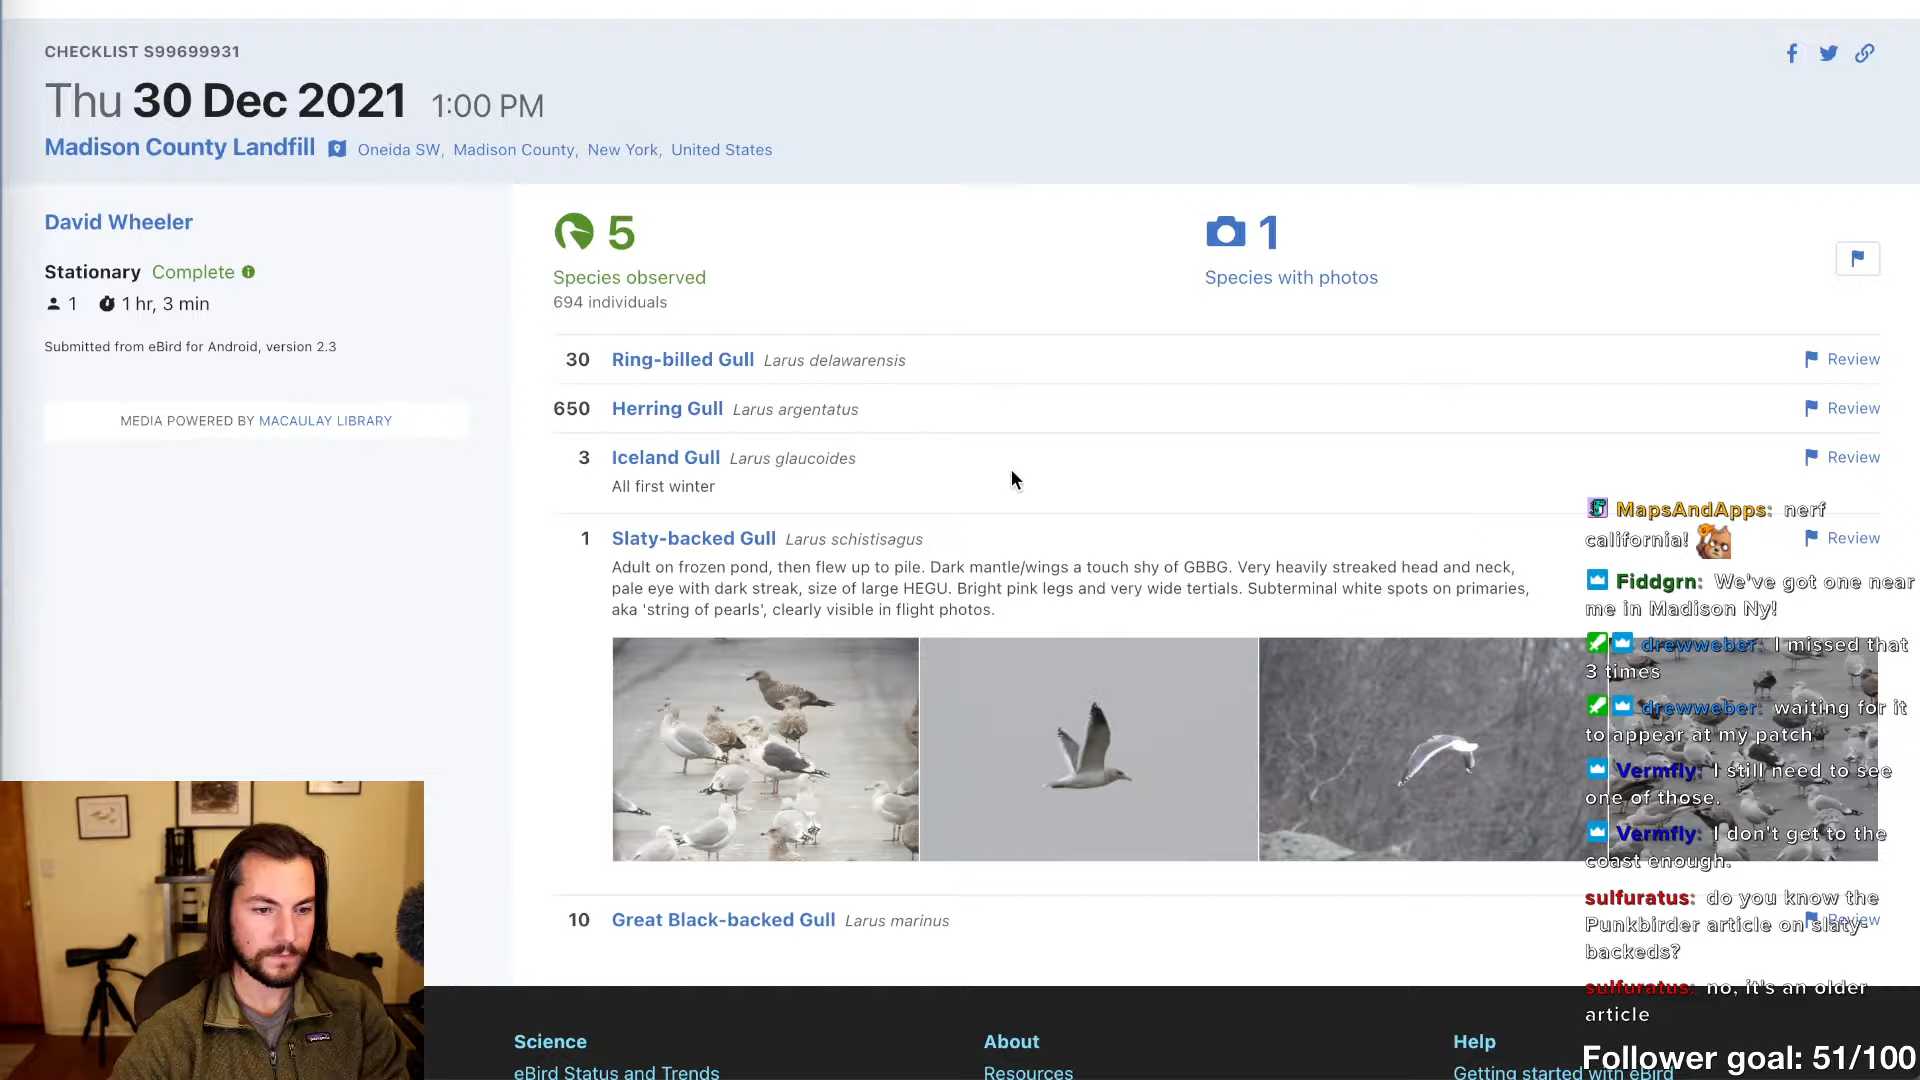 CHECKLIST S99699931
Thu 30 Dec 2021 1:00 PM
Madison County Landfill Oneida SW, Madison County, New York, United States
David Wheeler
Stationary Complete
1 1 hr, 3 min
Submitted from eBird for Android, version 2.3
MEDIA POWERED BY MACAULAY LIBRARY
5
Species observed
694 individuals
1
Species with photos
30 Ring-billed Gull Larus delawarensis Review
650 Herring Gull Larus argentatus Review
3 Iceland Gull Larus glaucoides Review
All first winter
1 Slaty-backed Gull Larus schistisagus Review
Adult on frozen pond, then flew up to pile. Dark mantle/wings a touch shy of GBBG. Very heavily streaked head and neck,
pale eye with dark streak, size of large HEGU. Bright pink legs and very wide tertials. Subterminal white spots on primaries,
aka 'string of pearls', clearly visible in flight photos.
10 Great Black-backed Gull Larus marinus Review
MapsAndApps: nerf
california!
Fiddgrn: We've got one near
me in Madison Ny!
drewweber: I missed that
3 times
drewweber: waiting for it
to appear at my patch
Vermfly: I still need to see
one of those.
Vermfly: I don't get to the
coast enough.
sulfuratus: do you know the
Punkbirder article on slaty-
backeds?
sulfuratus: no, it's an older
article
Follower goal: 51/100
Science
eBird Status and Trends
About
Resources
Help
Getting started with eBird
patagonia